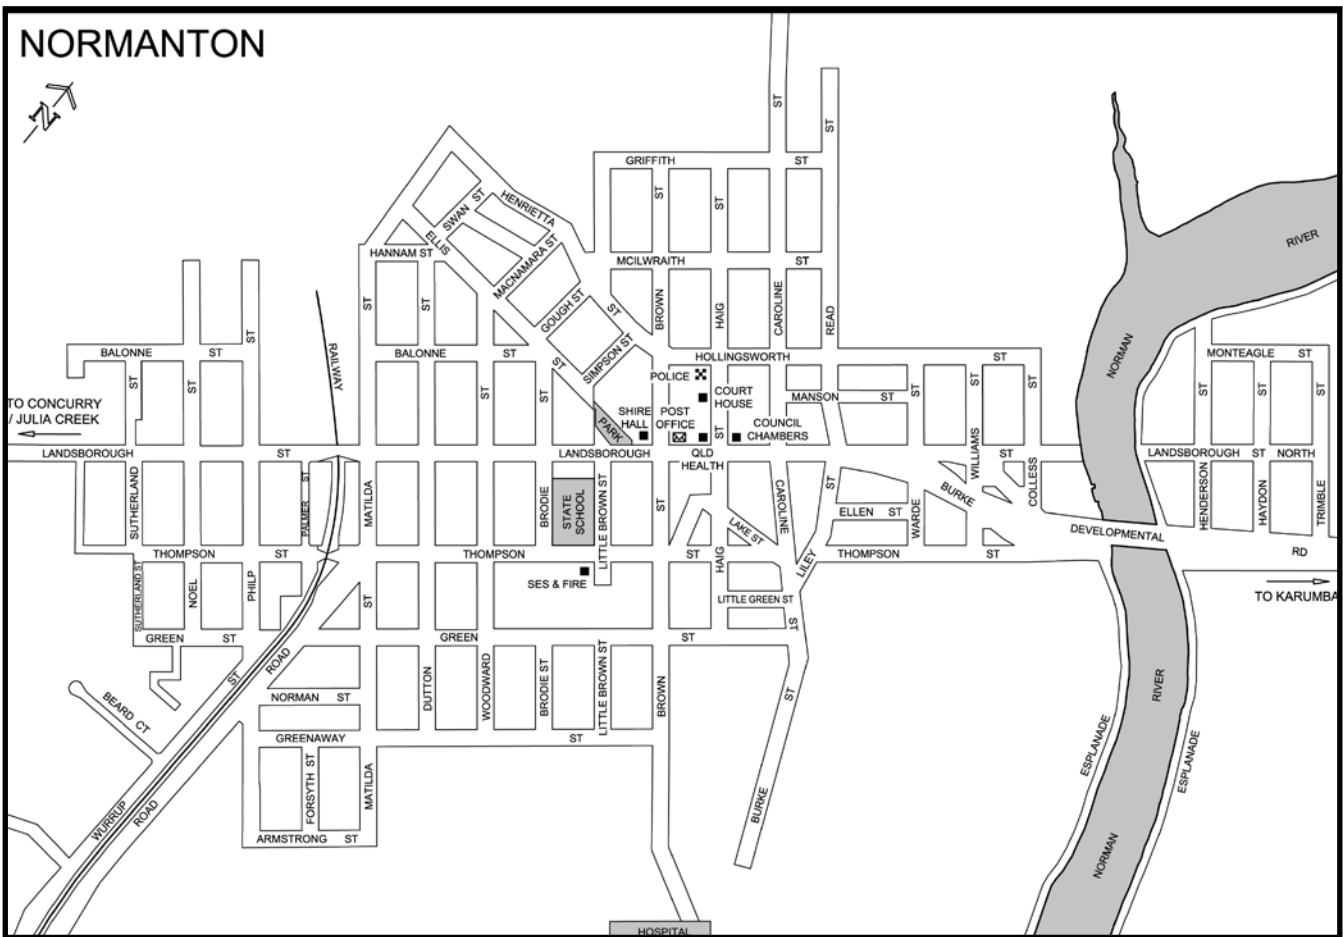 NORMANTON
N
ST
ST
GRIFFITH ST
ST
ST
HENRIETTA
SWAN ST
ELLIS
HANNAM ST
MACNAMARA ST
GOUGH ST
ST
SIMPSON ST
ST
MCILWRAITH ST
BROWN
HAIG
CAROLINE
READ
RIVER
NORMAN
ST
ST
ST
RAILWAY
BALONNE ST
BALONNE ST
HOLLINGSWORTH ST
MONTEAGLE ST
ST
ST
ST
ST
POLICE
COURT
HOUSE
MANSON ST
ST
ST
ST
ST
ST
ST
TO CONCURRY
/ JULIA CREEK
PARK
SHIRE
HALL
POST
OFFICE
ST
COUNCIL
CHAMBERS
LANDSBOROUGH ST
LANDSBOROUGH
QLD
HEALTH
WILLIAMS
ST
COLLESS
LANDSBOROUGH ST NORTH
SUTHERLAND
PALMER ST
MATILDA
BRODIE
STATE
SCHOOL
LITTLE BROWN ST
ST
LAKE ST
CAROLINE
ST
BURKE
ELLEN ST
WARDE
HENDERSON
HAYDON
TRIMBLE
DEVELOPMENTAL
RD
THOMPSON ST
THOMPSON
ST
HAIG
LILEY
THOMPSON ST
SUTHERLAND ST
NOEL
PHILP
ST
SES & FIRE
LITTLE GREEN ST
ST
TO KARUMBA
GREEN ST
GREEN
ST
ST
ROAD
NORMAN ST
DUTTON
WOODWARD
BRODIE ST
LITTLE BROWN ST
BROWN
ST
RIVER
BEARD CT
GREENAWAY
ST
FORSYTH ST
MATILDA
ESPLANADE
ESPLANADE
WURRUP
ROAD
BURKE
ARMSTRONG ST
NORMAN
HOSPITAL